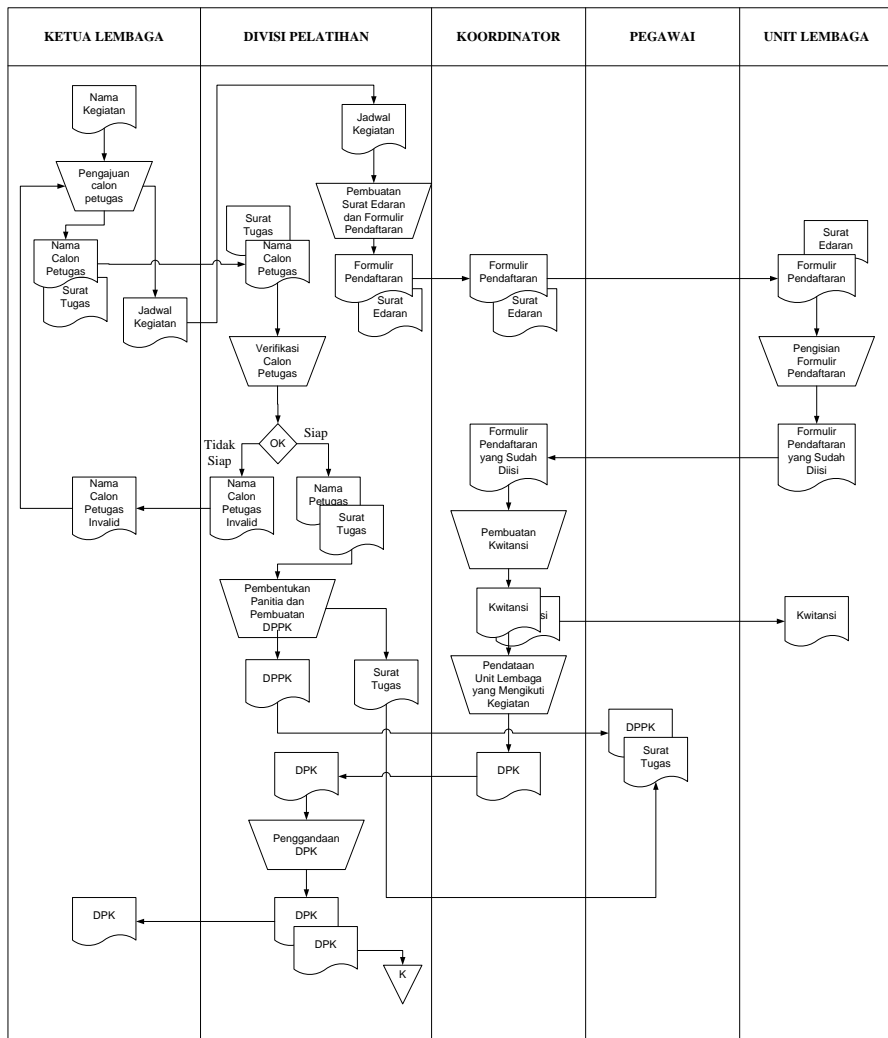 KETUA LEMBAGA
DIVISI PELATIHAN
KOORDINATOR
PEGAWAI
UNIT LEMBAGA
Nama
Kegiatan
Jadwal
Kegiatan
Pengajuan
calon
petugas
Pembuatan
Surat Edaran
dan Formulir
Pendaftaran
Surat
Tugas
Nama
Calon
Petugas
Surat
Edaran
Nama
Calon
Petugas
Surat
Tugas
Formulir
Pendaftaran
Surat
Edaran
Formulir
Pendaftaran
Surat
Edaran
Formulir
Pendaftaran
Jadwal
Kegiatan
Verifikasi
Calon
Petugas
Pengisian
Formulir
Pendaftaran
OK
Siap
Tidak
Siap
Formulir
Pendaftaran
yang Sudah
Diisi
Formulir
Pendaftaran
yang Sudah
Diisi
Nama
Calon
Petugas
Invalid
Nama
Calon
Petugas
Invalid
Nama
Petugas
Surat
Tugas
Pembuatan
Kwitansi
Pembentukan
Panitia dan
Pembuatan
DPPK
Kwitansi
si
Kwitansi
DPPK
Surat
Tugas
Pendataan
Unit Lembaga
yang Mengikuti
Kegiatan
DPPK
Surat
Tugas
DPK
DPK
Penggandaan
DPK
DPK
DPK
DPK
K